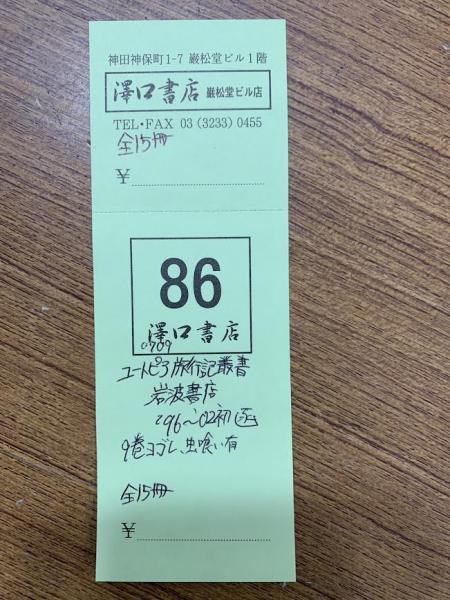 神田神保町1-7 巌松堂ビル1階
澤口書店 巌松堂ビル店
TEL・FAX 03 (3233) 0455
全15冊
¥
86
澤口書店
0709
ユートピア旅行記叢書
岩波書店
'96～'02初 函
9巻ヨゴレ、虫喰い有
全15冊
¥